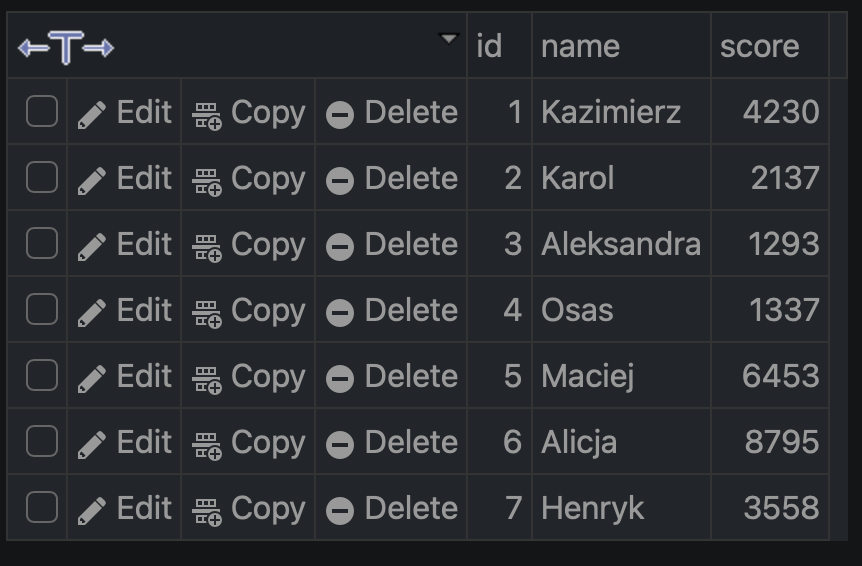 id name score
Edit Copy Delete 1 Kazimierz 4230
Edit Copy Delete 2 Karol 2137
Edit Copy Delete 3 Aleksandra 1293
Edit Copy Delete 4 Osas 1337
Edit Copy Delete 5 Maciej 6453
Edit Copy Delete 6 Alicja 8795
Edit Copy Delete 7 Henryk 3558